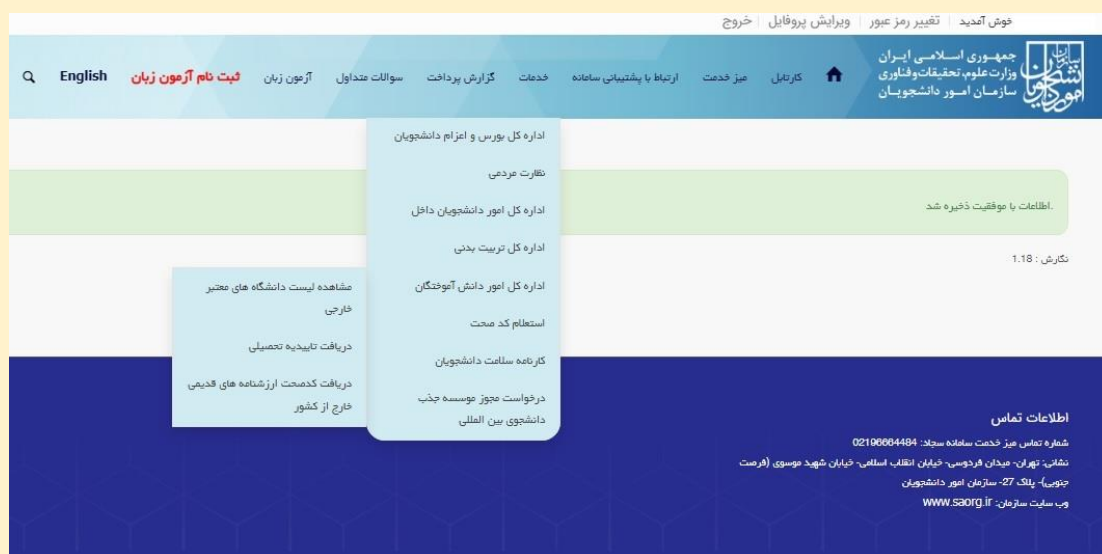 خوش آمدید | تغییر رمز عبور | ویرایش پروفایل | خروج
جمهـوری اسـلامـی ایـران
وزارت علوم، تحقیقات و فناوری
سازمـان امـور دانشجویـان
سازمان امور دانشجویان
کارتابل میز خدمت ارتباط با پشتیبانی سامانه خدمات گزارش پرداخت سوالات متداول آزمون زبان ثبت نام آزمون زبان English
اداره کل بورس و اعزام دانشجویان
نظارت مردمی
اداره کل امور دانشجویان داخل
اداره کل تربیت بدنی
اداره کل امور دانش آموختگان
استعلام کد صحت
کارنامه سلامت دانشجویان
درخواست مجوز موسسه جذب
دانشجوی بین المللی
مشاهده لیست دانشگاه های معتبر
خارجی
دریافت تاییدیه تحصیلی
دریافت کدصحت ارزشنامه های قدیمی
خارج از کشور
.اطلاعات با موفقیت ذخیره شد
نگارش : 1.18
اطلاعات تماس
شماره تماس میز خدمت سامانه سجاد: 02196664484
نشانی: تهران- میدان فردوسی- خیابان انقلاب اسلامی- خیابان شهید موسوی (فرصت
جنوبی)- پلاک 27- سازمان امور دانشجویان
وب سایت سازمان: www.saorg.ir